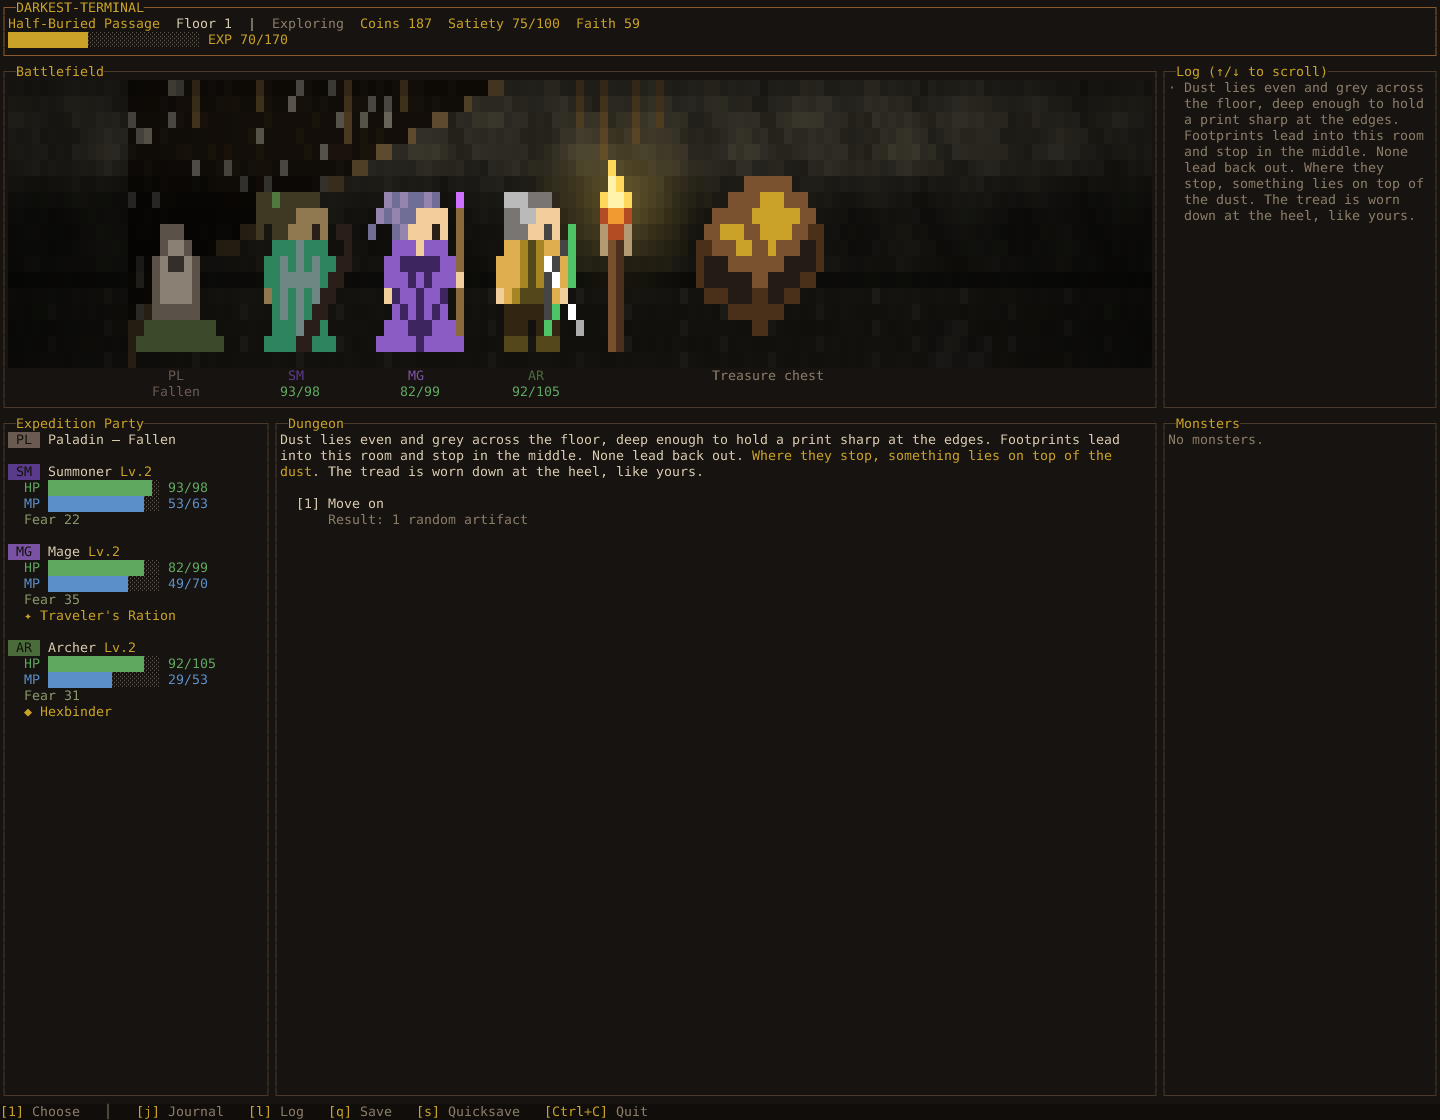 DARKEST-TERMINAL
Half-Buried Passage  Floor 1  |  Exploring  Coins 187  Satiety 75/100  Faith 59
EXP 70/170
Battlefield
PL
Fallen
SM
93/98
MG
82/99
AR
92/105
Treasure chest
Log (↑/↓ to scroll)
· Dust lies even and grey across
the floor, deep enough to hold
a print sharp at the edges.
Footprints lead into this room
and stop in the middle. None
lead back out. Where they
stop, something lies on top of
the dust. The tread is worn
down at the heel, like yours.
Expedition Party
PL Paladin — Fallen
SM Summoner Lv.2
HP 93/98
MP 53/63
Fear 22
MG Mage Lv.2
HP 82/99
MP 49/70
Fear 35
✦ Traveler's Ration
AR Archer Lv.2
HP 92/105
MP 29/53
Fear 31
◆ Hexbinder
Dungeon
Dust lies even and grey across the floor, deep enough to hold a print sharp at the edges. Footprints lead
into this room and stop in the middle. None lead back out. Where they stop, something lies on top of the
dust. The tread is worn down at the heel, like yours.
[1] Move on
Result: 1 random artifact
Monsters
No monsters.
[1] Choose  |  [j] Journal  [l] Log  [q] Save  [s] Quicksave  [Ctrl+C] Quit